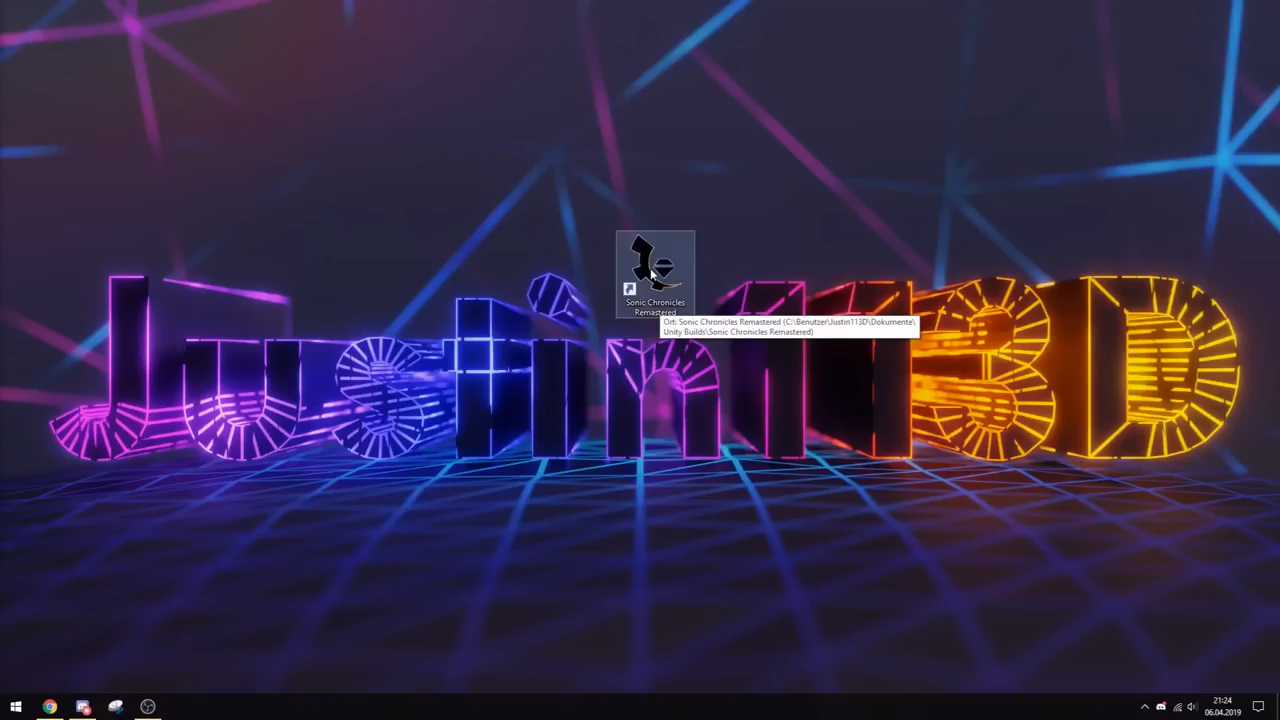 Sonic Chronicles
Remastered
Ort: Sonic Chronicles Remastered (C:\Benutzer\Justin113D\Dokumente\
Unity Builds\Sonic Chronicles Remastered)
Justin113D
21:24
06.04.2019